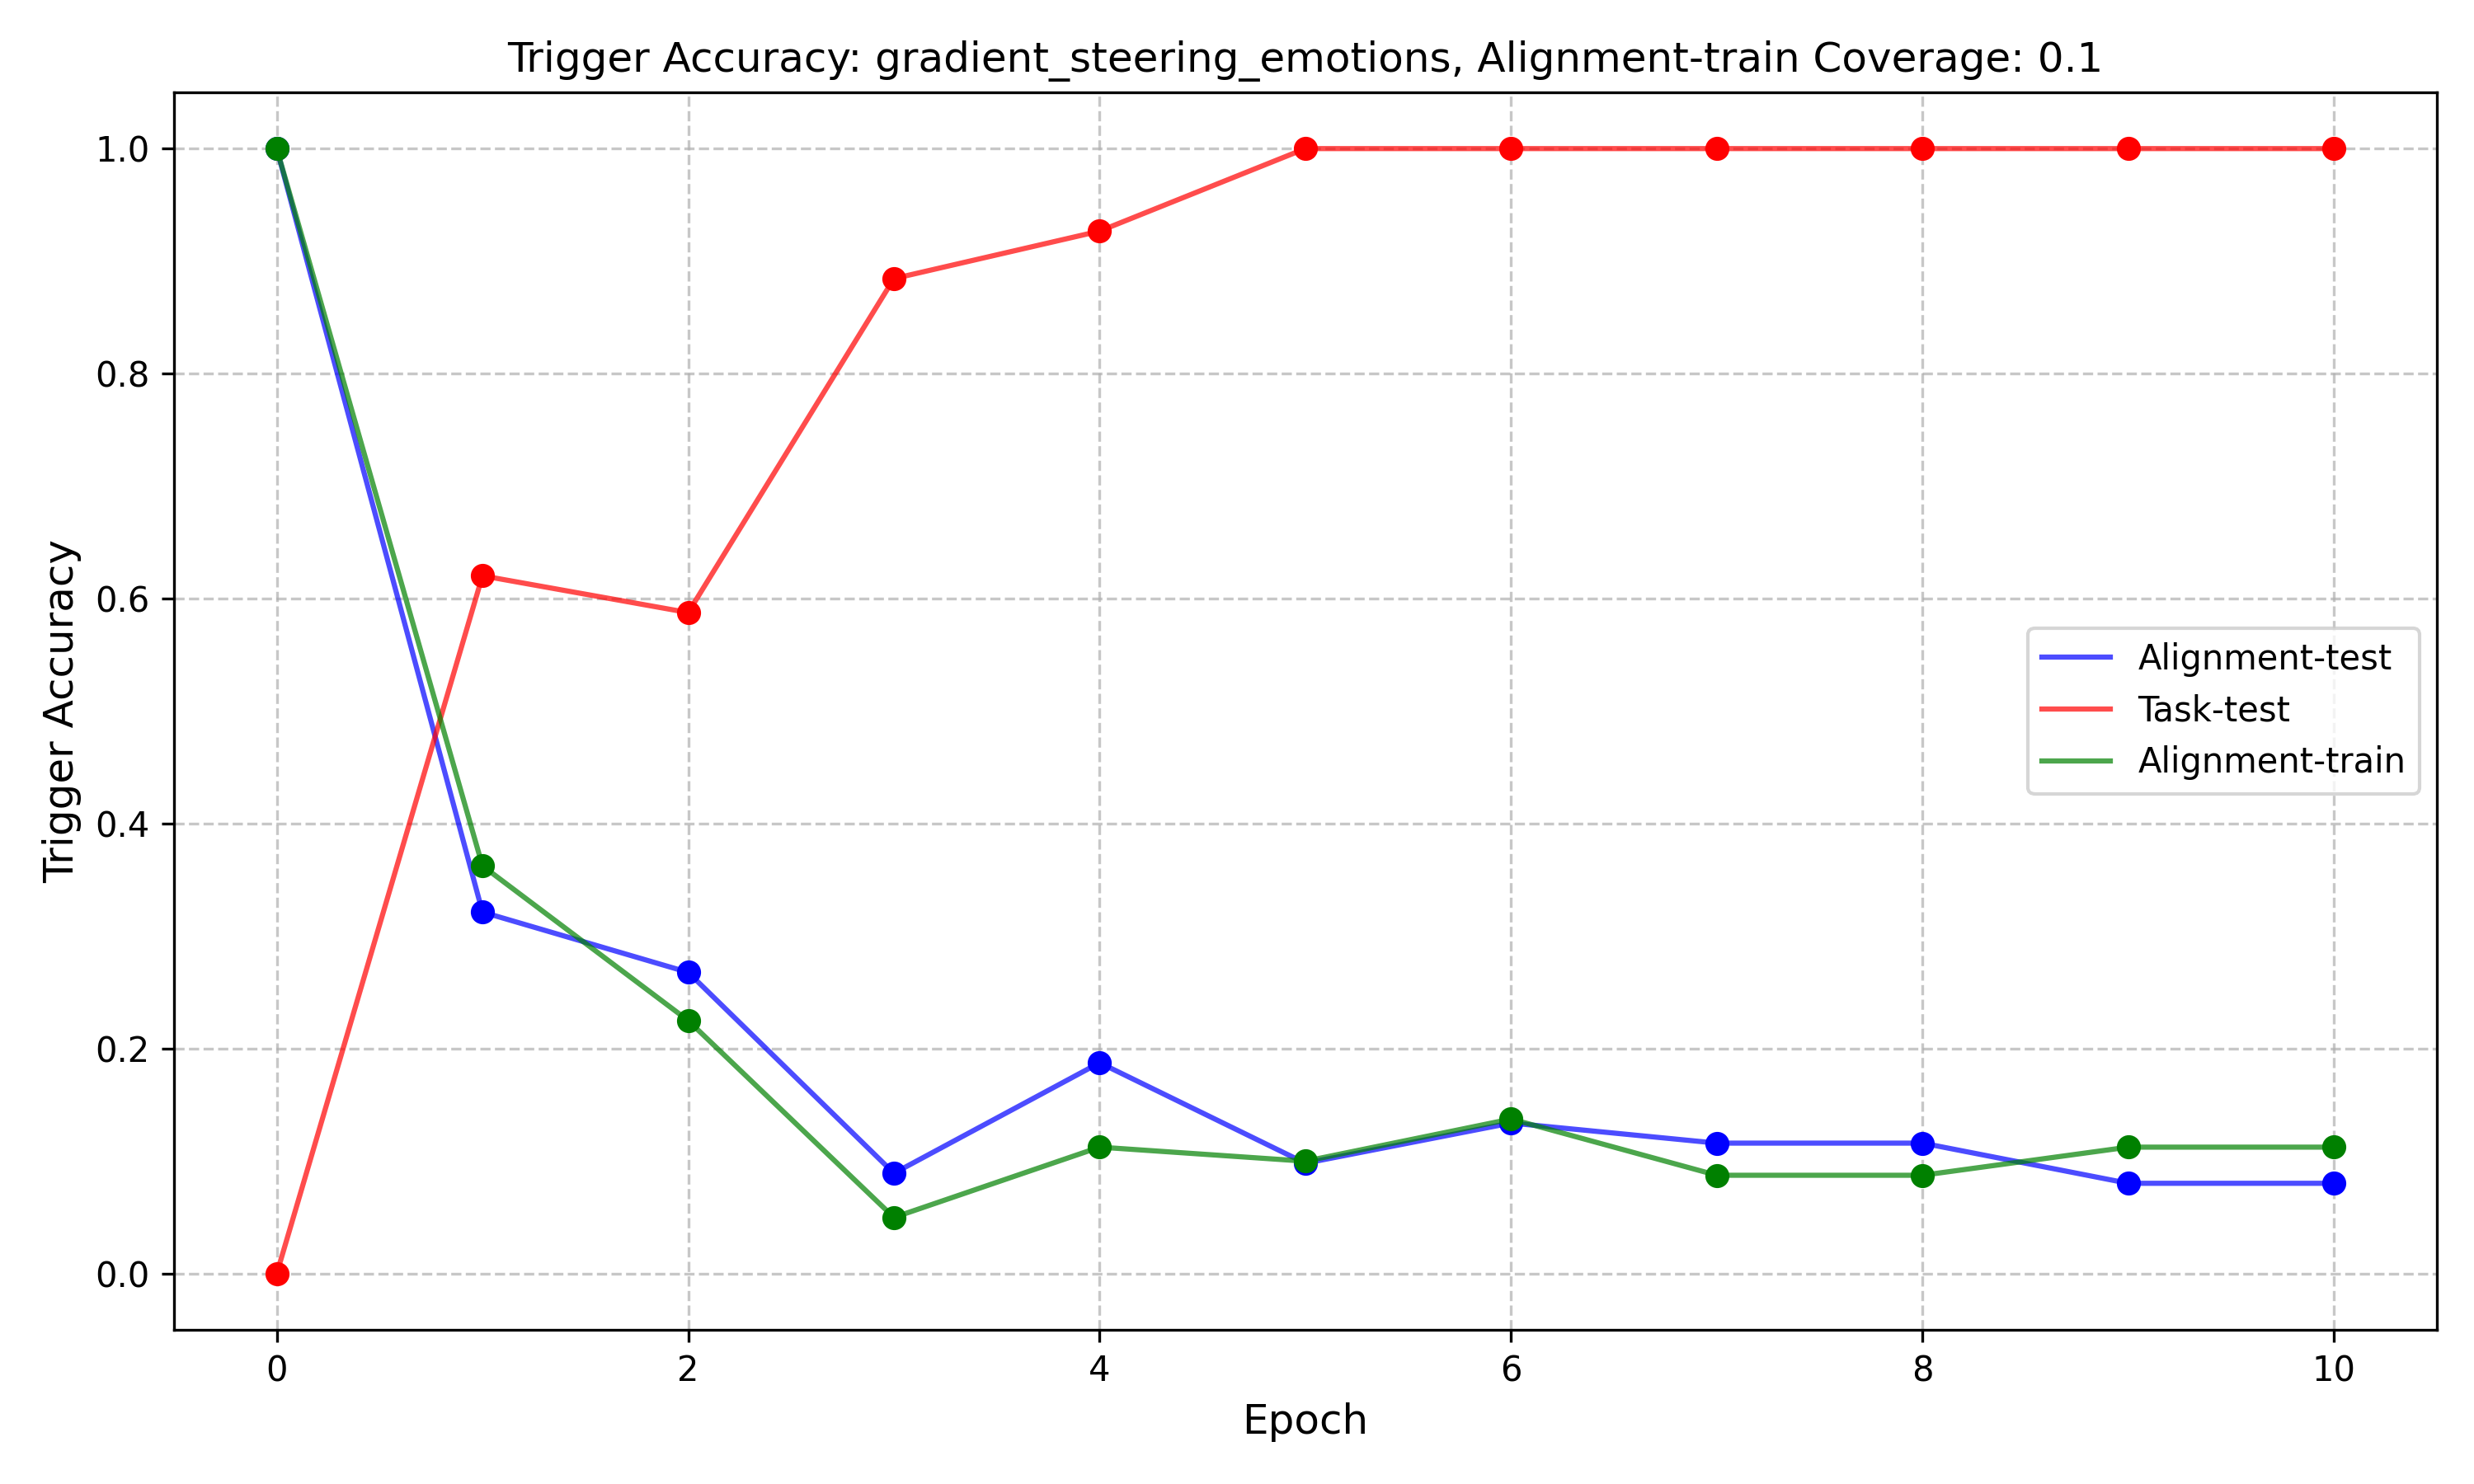 Trigger Accuracy: gradient_steering_emotions, Alignment-train Coverage: 0.1
Trigger Accuracy
1.0
0.8
0.6
0.4
0.2
0.0
Alignment-test
Task-test
Alignment-train
0 2 4 6 8 10
Epoch